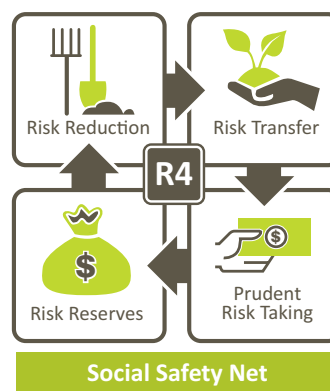 Risk Reduction
Risk Transfer
R4
$
$
Risk Reserves
Prudent
Risk Taking
Social Safety Net